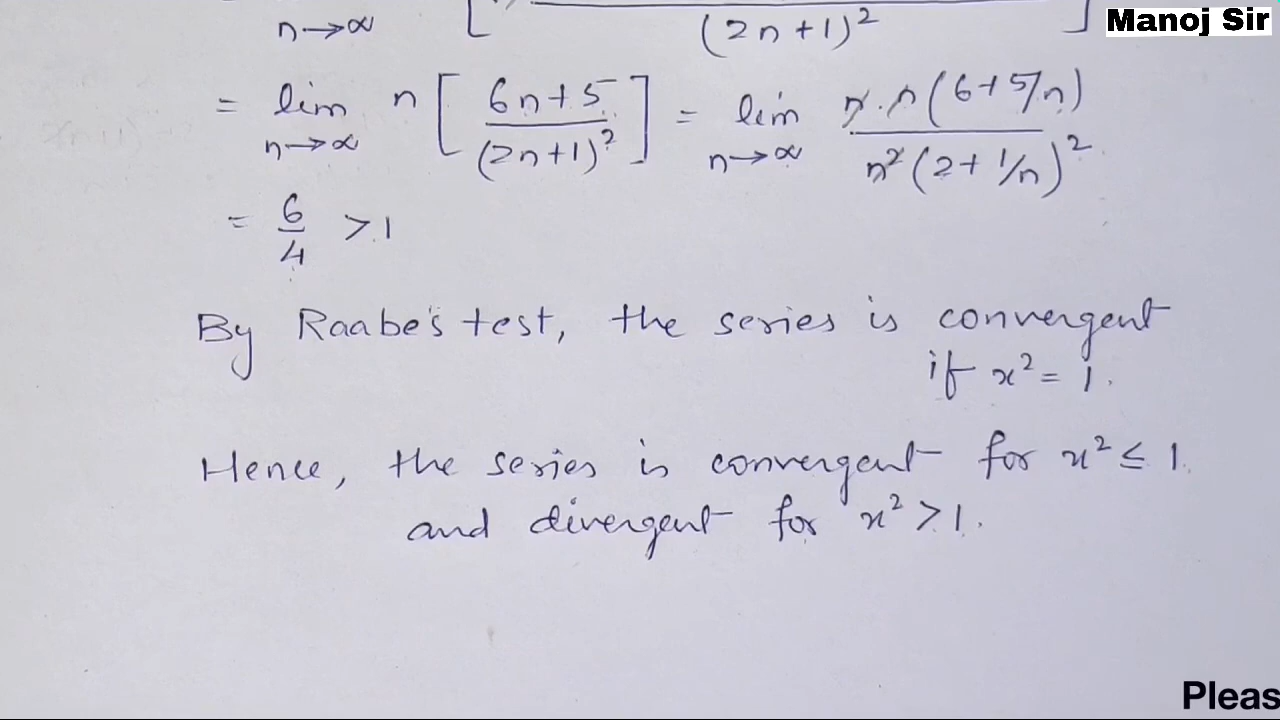 Manoj Sir
n→∞ [ (2n+1)² ]
= lim n→∞ n [ (6n+5)/(2n+1)² ] = lim n→∞ n·n(6+5/n) / n²(2+1/n)²
= 6/4 >1
By Raabe's test, the series is convergent
if x² = 1.
Hence, the series is convergent for x² ≤ 1.
and divergent for x² > 1.
Pleas